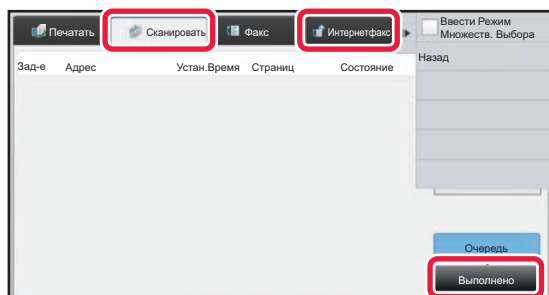 Печатать Сканировать Факс Интернетфакс
Ввести Режим
Множеств. Выбора
Зад-е Адрес Устан.Время Страниц Состояние
Назад
Очередь
Выполнено